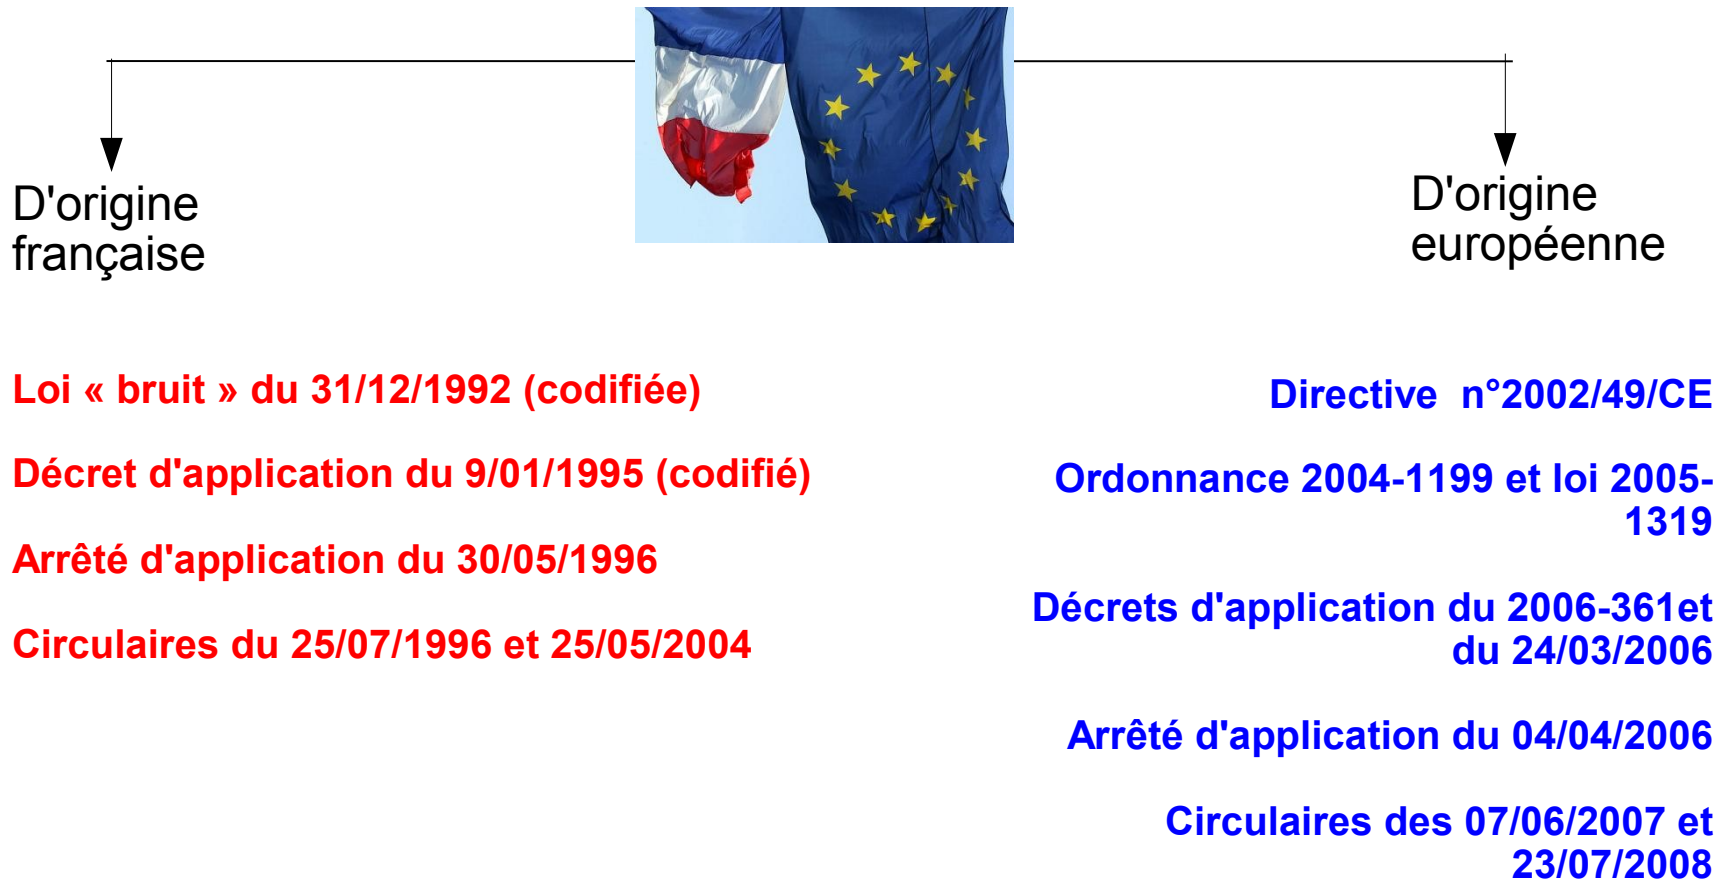 D'origine
française
D'origine
européenne
Loi « bruit » du 31/12/1992 (codifiée)
Décret d'application du 9/01/1995 (codifié)
Arrêté d'application du 30/05/1996
Circulaires du 25/07/1996 et 25/05/2004
Directive  n°2002/49/CE
Ordonnance 2004-1199 et loi 2005-
1319
Décrets d'application du 2006-361et
du 24/03/2006
Arrêté d'application du 04/04/2006
Circulaires des 07/06/2007 et
23/07/2008